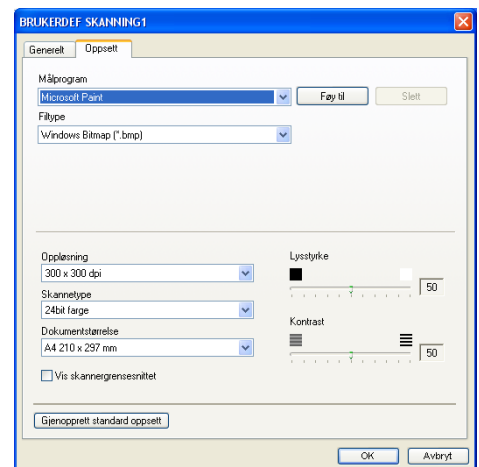 BRUKERDEF SKANNING1
Generelt Oppsett
Målprogram
Microsoft Paint Føy til Slett
Filtype
Windows Bitmap (*.bmp)
Oppløsning Lysstyrke
300 x 300 dpi
50
Skannetype
24bit farge
Kontrast
Dokumentstørrelse
A4 210 x 297 mm
50
Vis skannergrensesnittet
Gjenopprett standard oppsett
OK Avbryt